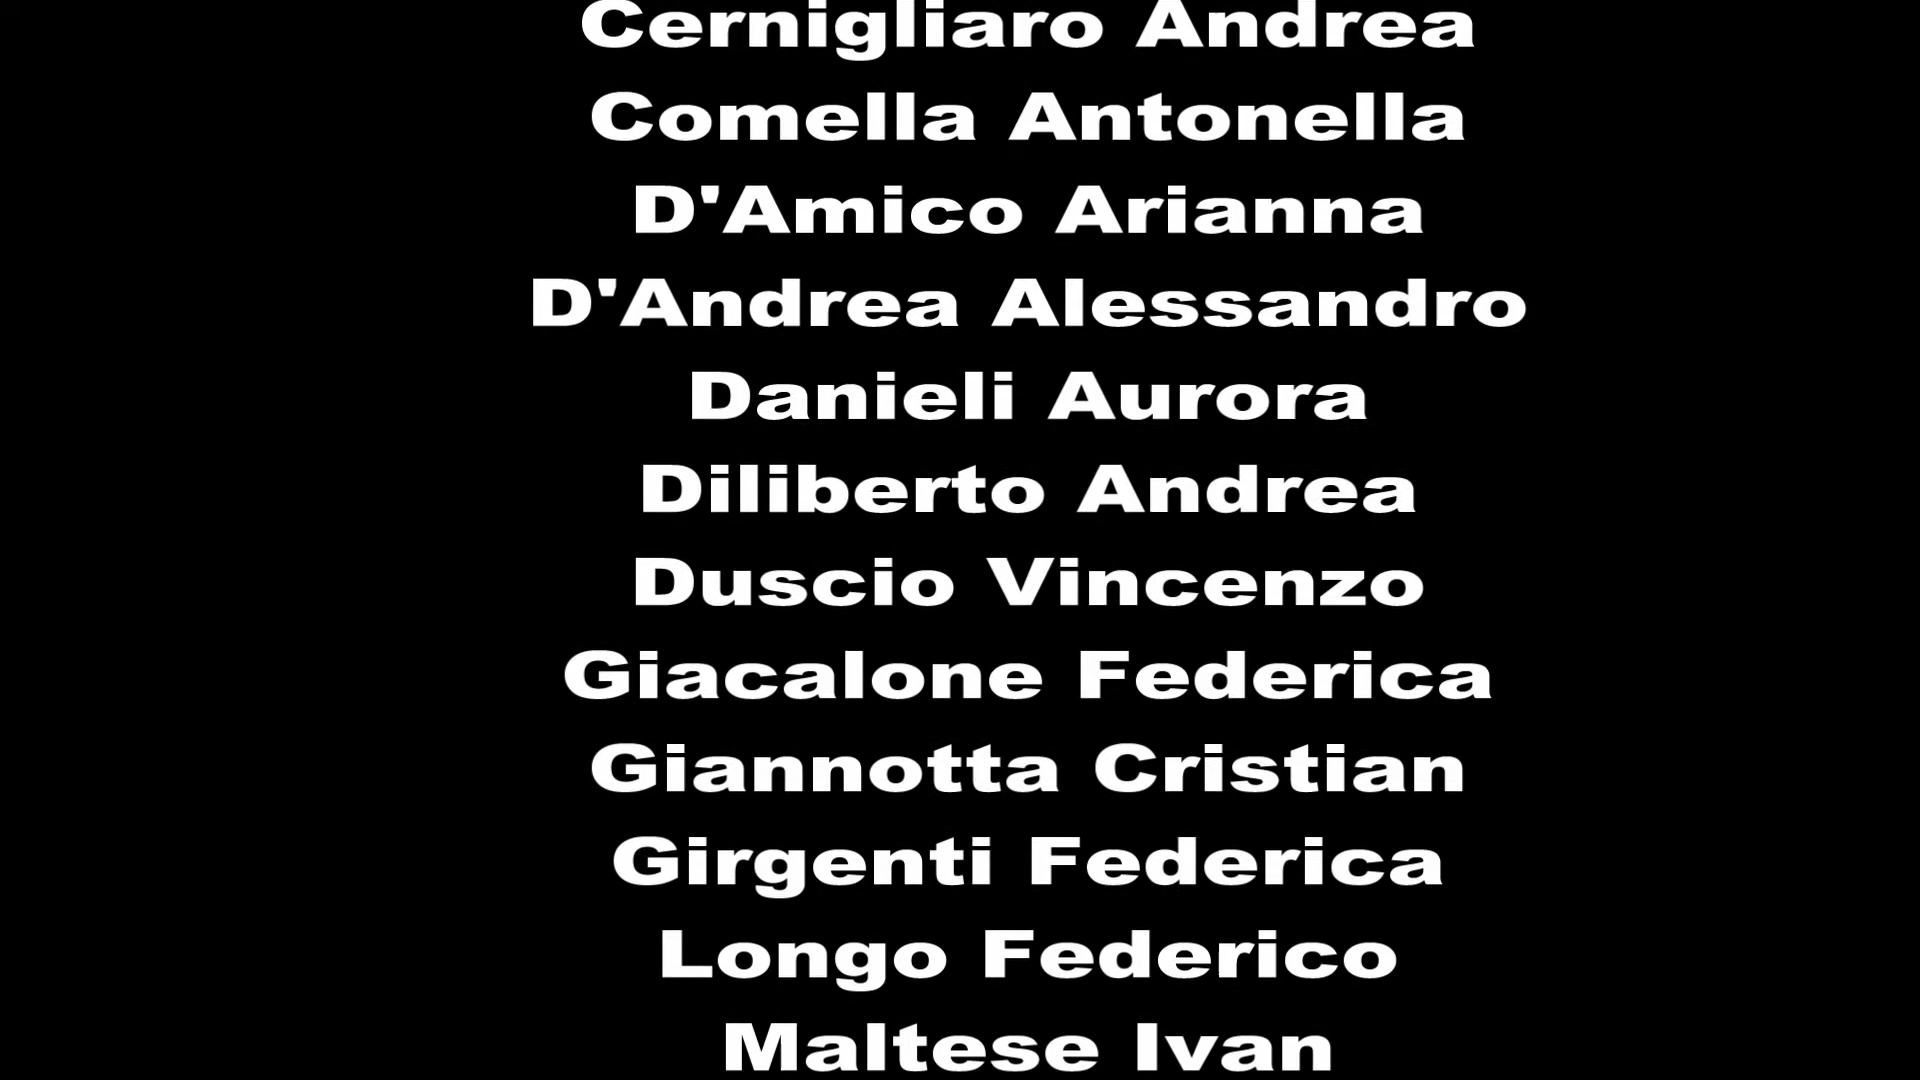 Cernigliaro Andrea
Comella Antonella
D'Amico Arianna
D'Andrea Alessandro
Danieli Aurora
Diliberto Andrea
Duscio Vincenzo
Giacalone Federica
Giannotta Cristian
Girgenti Federica
Longo Federico
Maltese Ivan